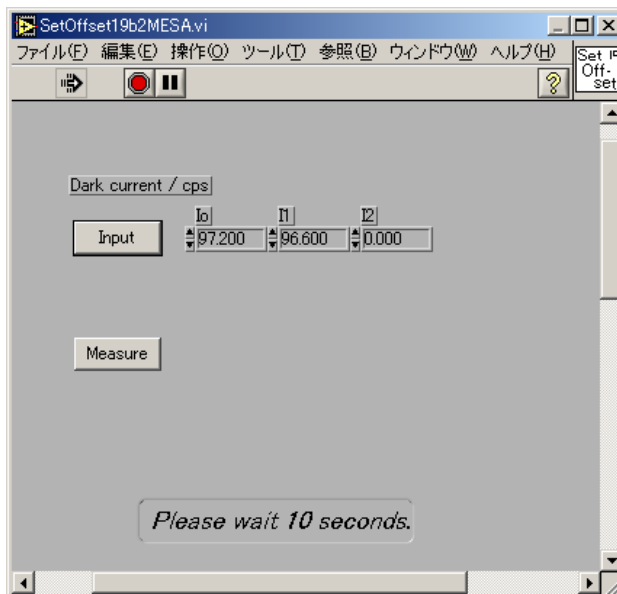 SetOffset19b2MESA.vi
ファイル(F) 編集(E) 操作(O) ツール(T) 参照(B) ウィンドウ(W) ヘルプ(H)
Set
Off-
set
Dark current / cps
Io I1 I2
Input 97.200 96.600 0.000
Measure
Please wait 10 seconds.